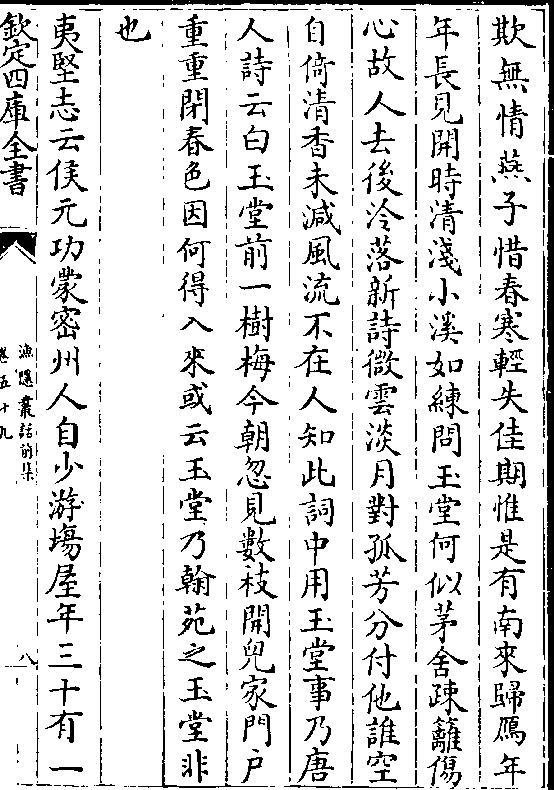 欺無情燕子惜春寒輕失佳期惟是有南來歸鴈年
年長見開時清淺小溪如練問玉堂何似茅舍疎籬傷
心故人去後冷落新詩微雲淡月對孤芳分付他誰空
自倚清香未減風流不在人知此詞中用玉堂事乃唐
人詩云白玉堂前一樹梅今朝忽見數枝開兒家門户
重重閉春色因何得入來或云玉堂乃翰苑之玉堂非
也
夷堅志云侯元功蒙密州人自少游塲屋年三十有一
欽定四庫全書
漁隱叢話前集
卷五十九
八